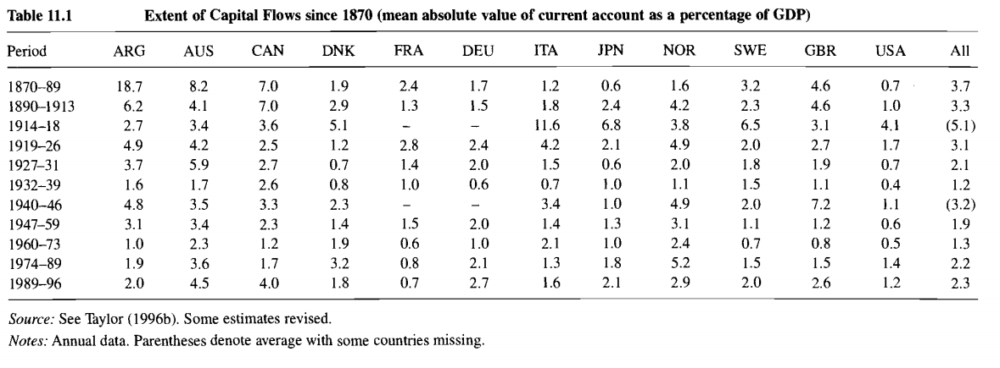 Table 11.1 Extent of Capital Flows since 1870 (mean absolute value of current account as a percentage of GDP)
Period ARG AUS CAN DNK FRA DEU ITA JPN NOR SWE GBR USA All
1870–89 18.7 8.2 7.0 1.9 2.4 1.7 1.2 0.6 1.6 3.2 4.6 0.7 3.7
1890–1913 6.2 4.1 7.0 2.9 1.3 1.5 1.8 2.4 4.2 2.3 4.6 1.0 3.3
1914–18 2.7 3.4 3.6 5.1 – – 11.6 6.8 3.8 6.5 3.1 4.1 (5.1)
1919–26 4.9 4.2 2.5 1.2 2.8 2.4 4.2 2.1 4.9 2.0 2.7 1.7 3.1
1927–31 3.7 5.9 2.7 0.7 1.4 2.0 1.5 0.6 2.0 1.8 1.9 0.7 2.1
1932–39 1.6 1.7 2.6 0.8 1.0 0.6 0.7 1.0 1.1 1.5 1.1 0.4 1.2
1940–46 4.8 3.5 3.3 2.3 – – 3.4 1.0 4.9 2.0 7.2 1.1 (3.2)
1947–59 3.1 3.4 2.3 1.4 1.5 2.0 1.4 1.3 3.1 1.1 1.2 0.6 1.9
1960–73 1.0 2.3 1.2 1.9 0.6 1.0 2.1 1.0 2.4 0.7 0.8 0.5 1.3
1974–89 1.9 3.6 1.7 3.2 0.8 2.1 1.3 1.8 5.2 1.5 1.5 1.4 2.2
1989–96 2.0 4.5 4.0 1.8 0.7 2.7 1.6 2.1 2.9 2.0 2.6 1.2 2.3
Source: See Taylor (1996b). Some estimates revised.
Notes: Annual data. Parentheses denote average with some countries missing.